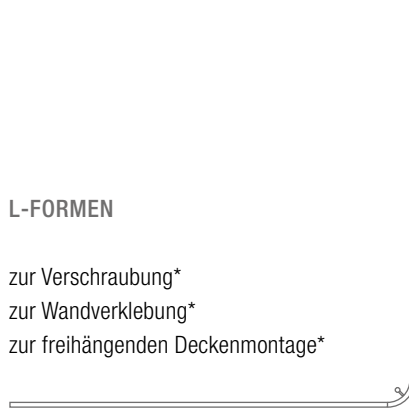 L-FORMEN
zur Verschraubung*
zur Wandverklebung*
zur freihängenden Deckenmontage*